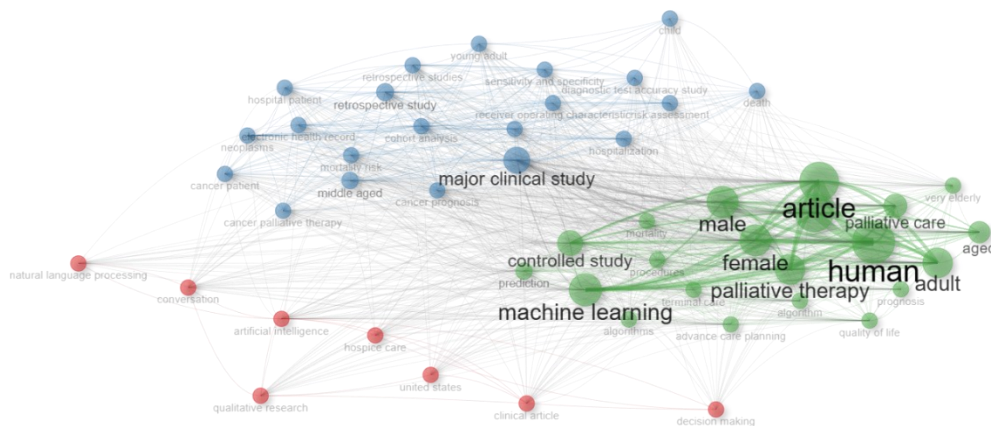 child
young adult
retrospective studies
sensitivity and specificity
diagnostic test accuracy study
hospital patient
retrospective study
death
receiver operating characteristic
risk assessment
electronic health record
cohort analysis
neoplasms
hospitalization
mortality risk
cancer patient
major clinical study
middle aged
cancer prognosis
very elderly
article
cancer palliative therapy
male
mortality
palliative care
aged
controlled study
procedures
female
human
natural language processing
prediction
adult
conversation
palliative therapy
terminal care
prognosis
machine learning
algorithm
artificial intelligence
algorithms
advance care planning
quality of life
hospice care
united states
qualitative research
clinical article
decision making